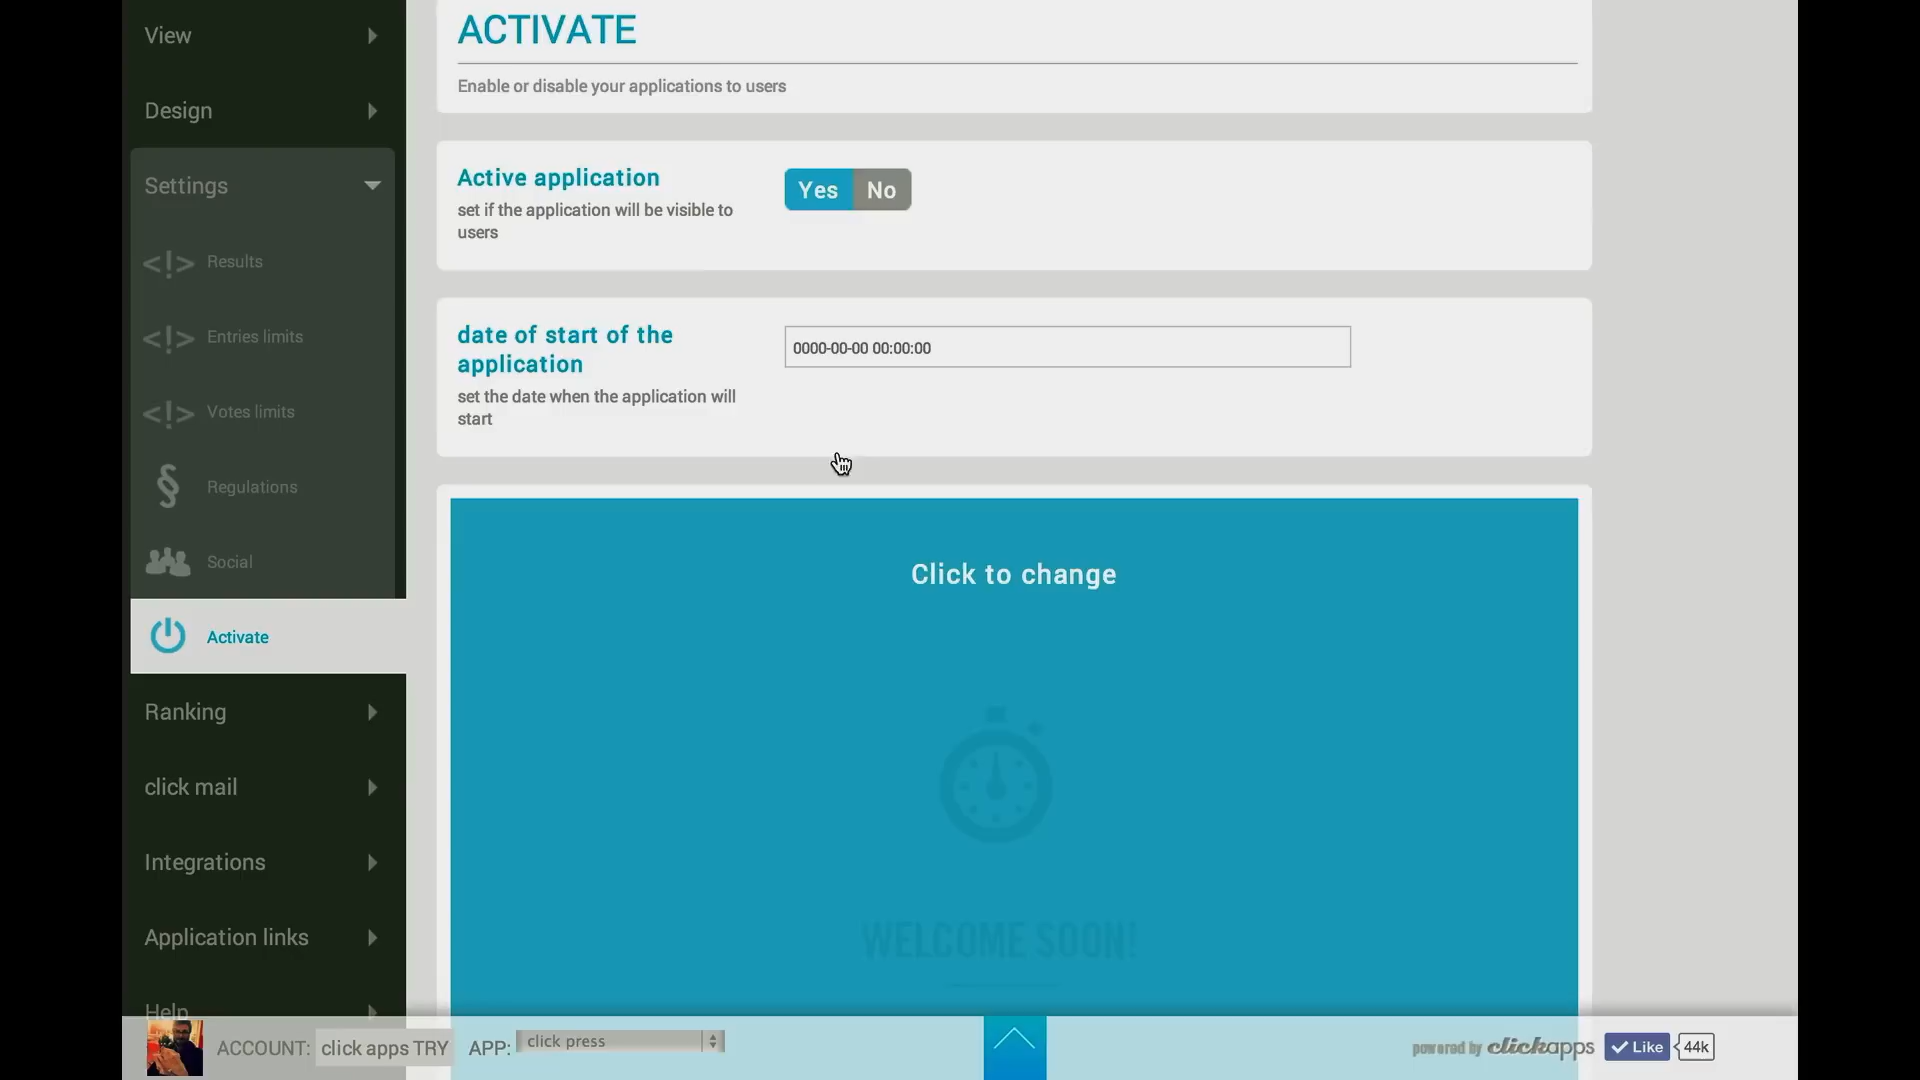 View
Design
Settings
Results
Entries limits
Votes limits
Regulations
Social
Activate
Ranking
click mail
Integrations
Application links
Help
ACTIVATE
Enable or disable your applications to users
Active application
set if the application will be visible to
users
Yes No
date of start of the
application
set the date when the application will
start
0000-00-00 00:00:00
Click to change
WELCOME SOON!
ACCOUNT: click apps TRY APP: click press
powered by clickapps Like 44k